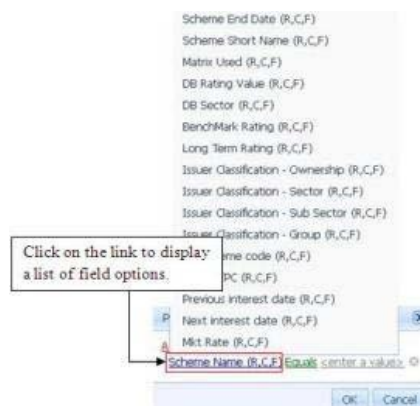 Scheme End Date (R,C,F)
Scheme Short Name (R,C,F)
Matrix Used (R,C,F)
DB Rating Value (R,C,F)
DB Sector (R,C,F)
BenchMark Rating (R,C,F)
Long Term Rating (R,C,F)
Issuer Classification - Ownership (R,C,F)
Issuer Classification - Sector (R,C,F)
Issuer Classification - Sub Sector (R,C,F)
Issuer Classification - Group (R,C,F)
Click on the link to display
a list of field options.
eme code (R,C,F)
PC (R,C,F)
Previous interest date (R,C,F)
Next interest date (R,C,F)
Mkt Rate (R,C,F)
P
A
Scheme Name (R,C,F) Equals <enter a value>
OK Cancel